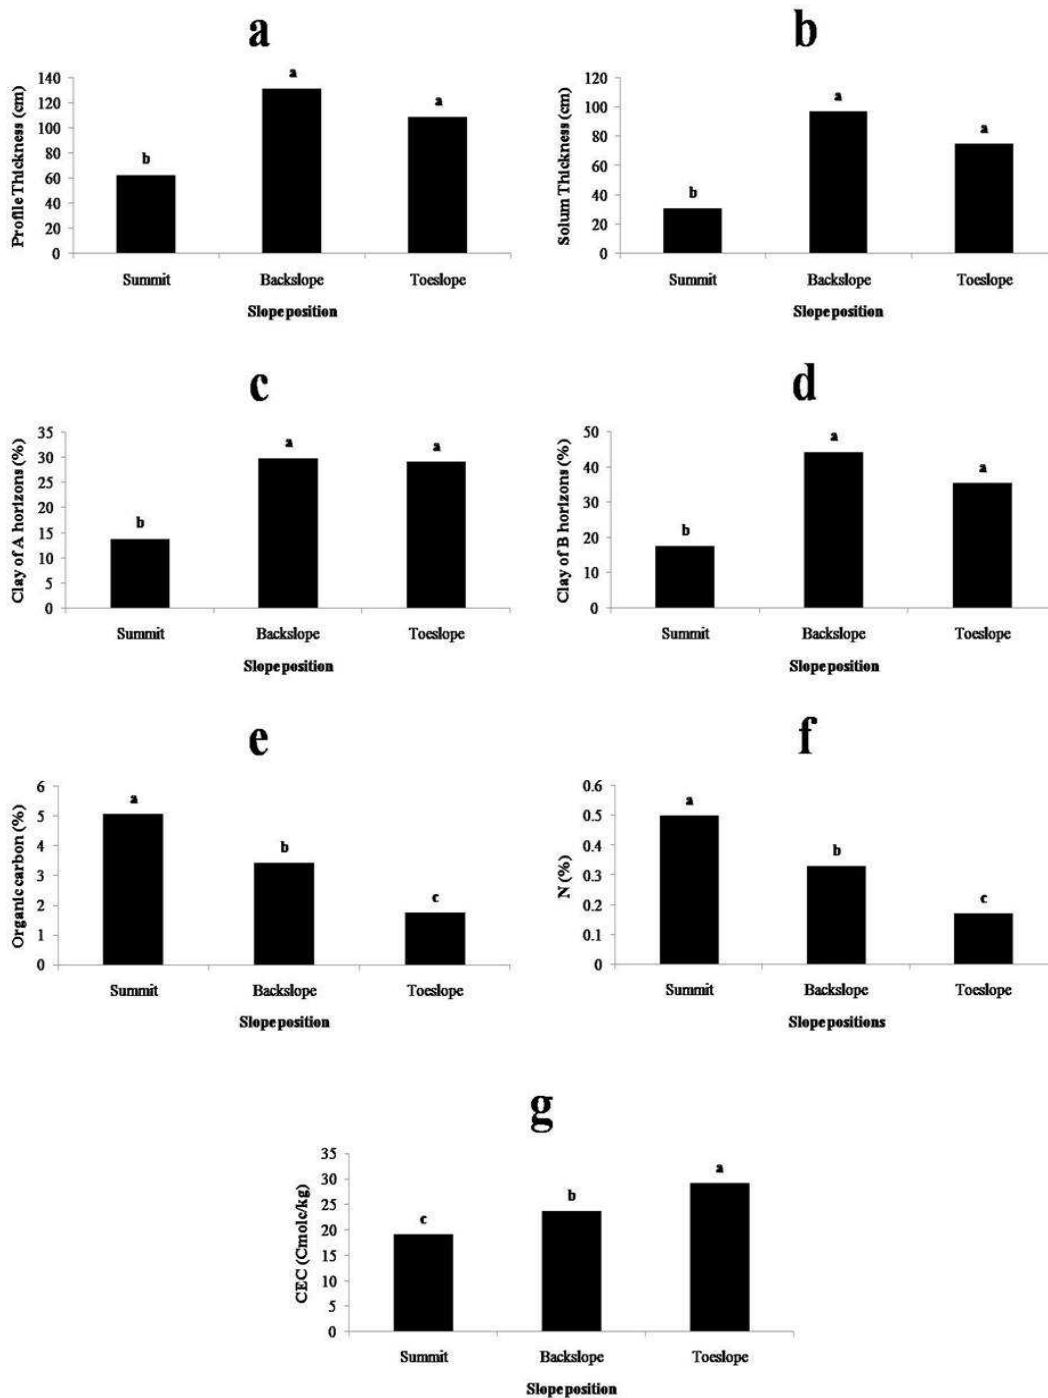 a
b
Profile Thickness (cm)
140
120
100
80
60
40
20
0
b
a
a
Summit
Backslope
Toeslope
Slope position
Solum Thickness (cm)
120
100
80
60
40
20
0
b
a
a
Summit
Backslope
Toeslope
Slope position
c
d
Clay of A horizons (%)
35
30
25
20
15
10
5
0
b
a
a
Summit
Backslope
Toeslope
Slope position
Clay of B horizons (%)
50
40
30
20
10
0
b
a
a
Summit
Backslope
Toeslope
Slope position
e
f
Organic carbon (%)
6
5
4
3
2
1
0
a
b
c
Summit
Backslope
Toeslope
Slope position
N (%)
0.6
0.5
0.4
0.3
0.2
0.1
0
a
b
c
Summit
Backslope
Toeslope
Slope positions
g
CEC (Cmolc/kg)
35
30
25
20
15
10
5
0
c
b
a
Summit
Backslope
Toeslope
Slope position